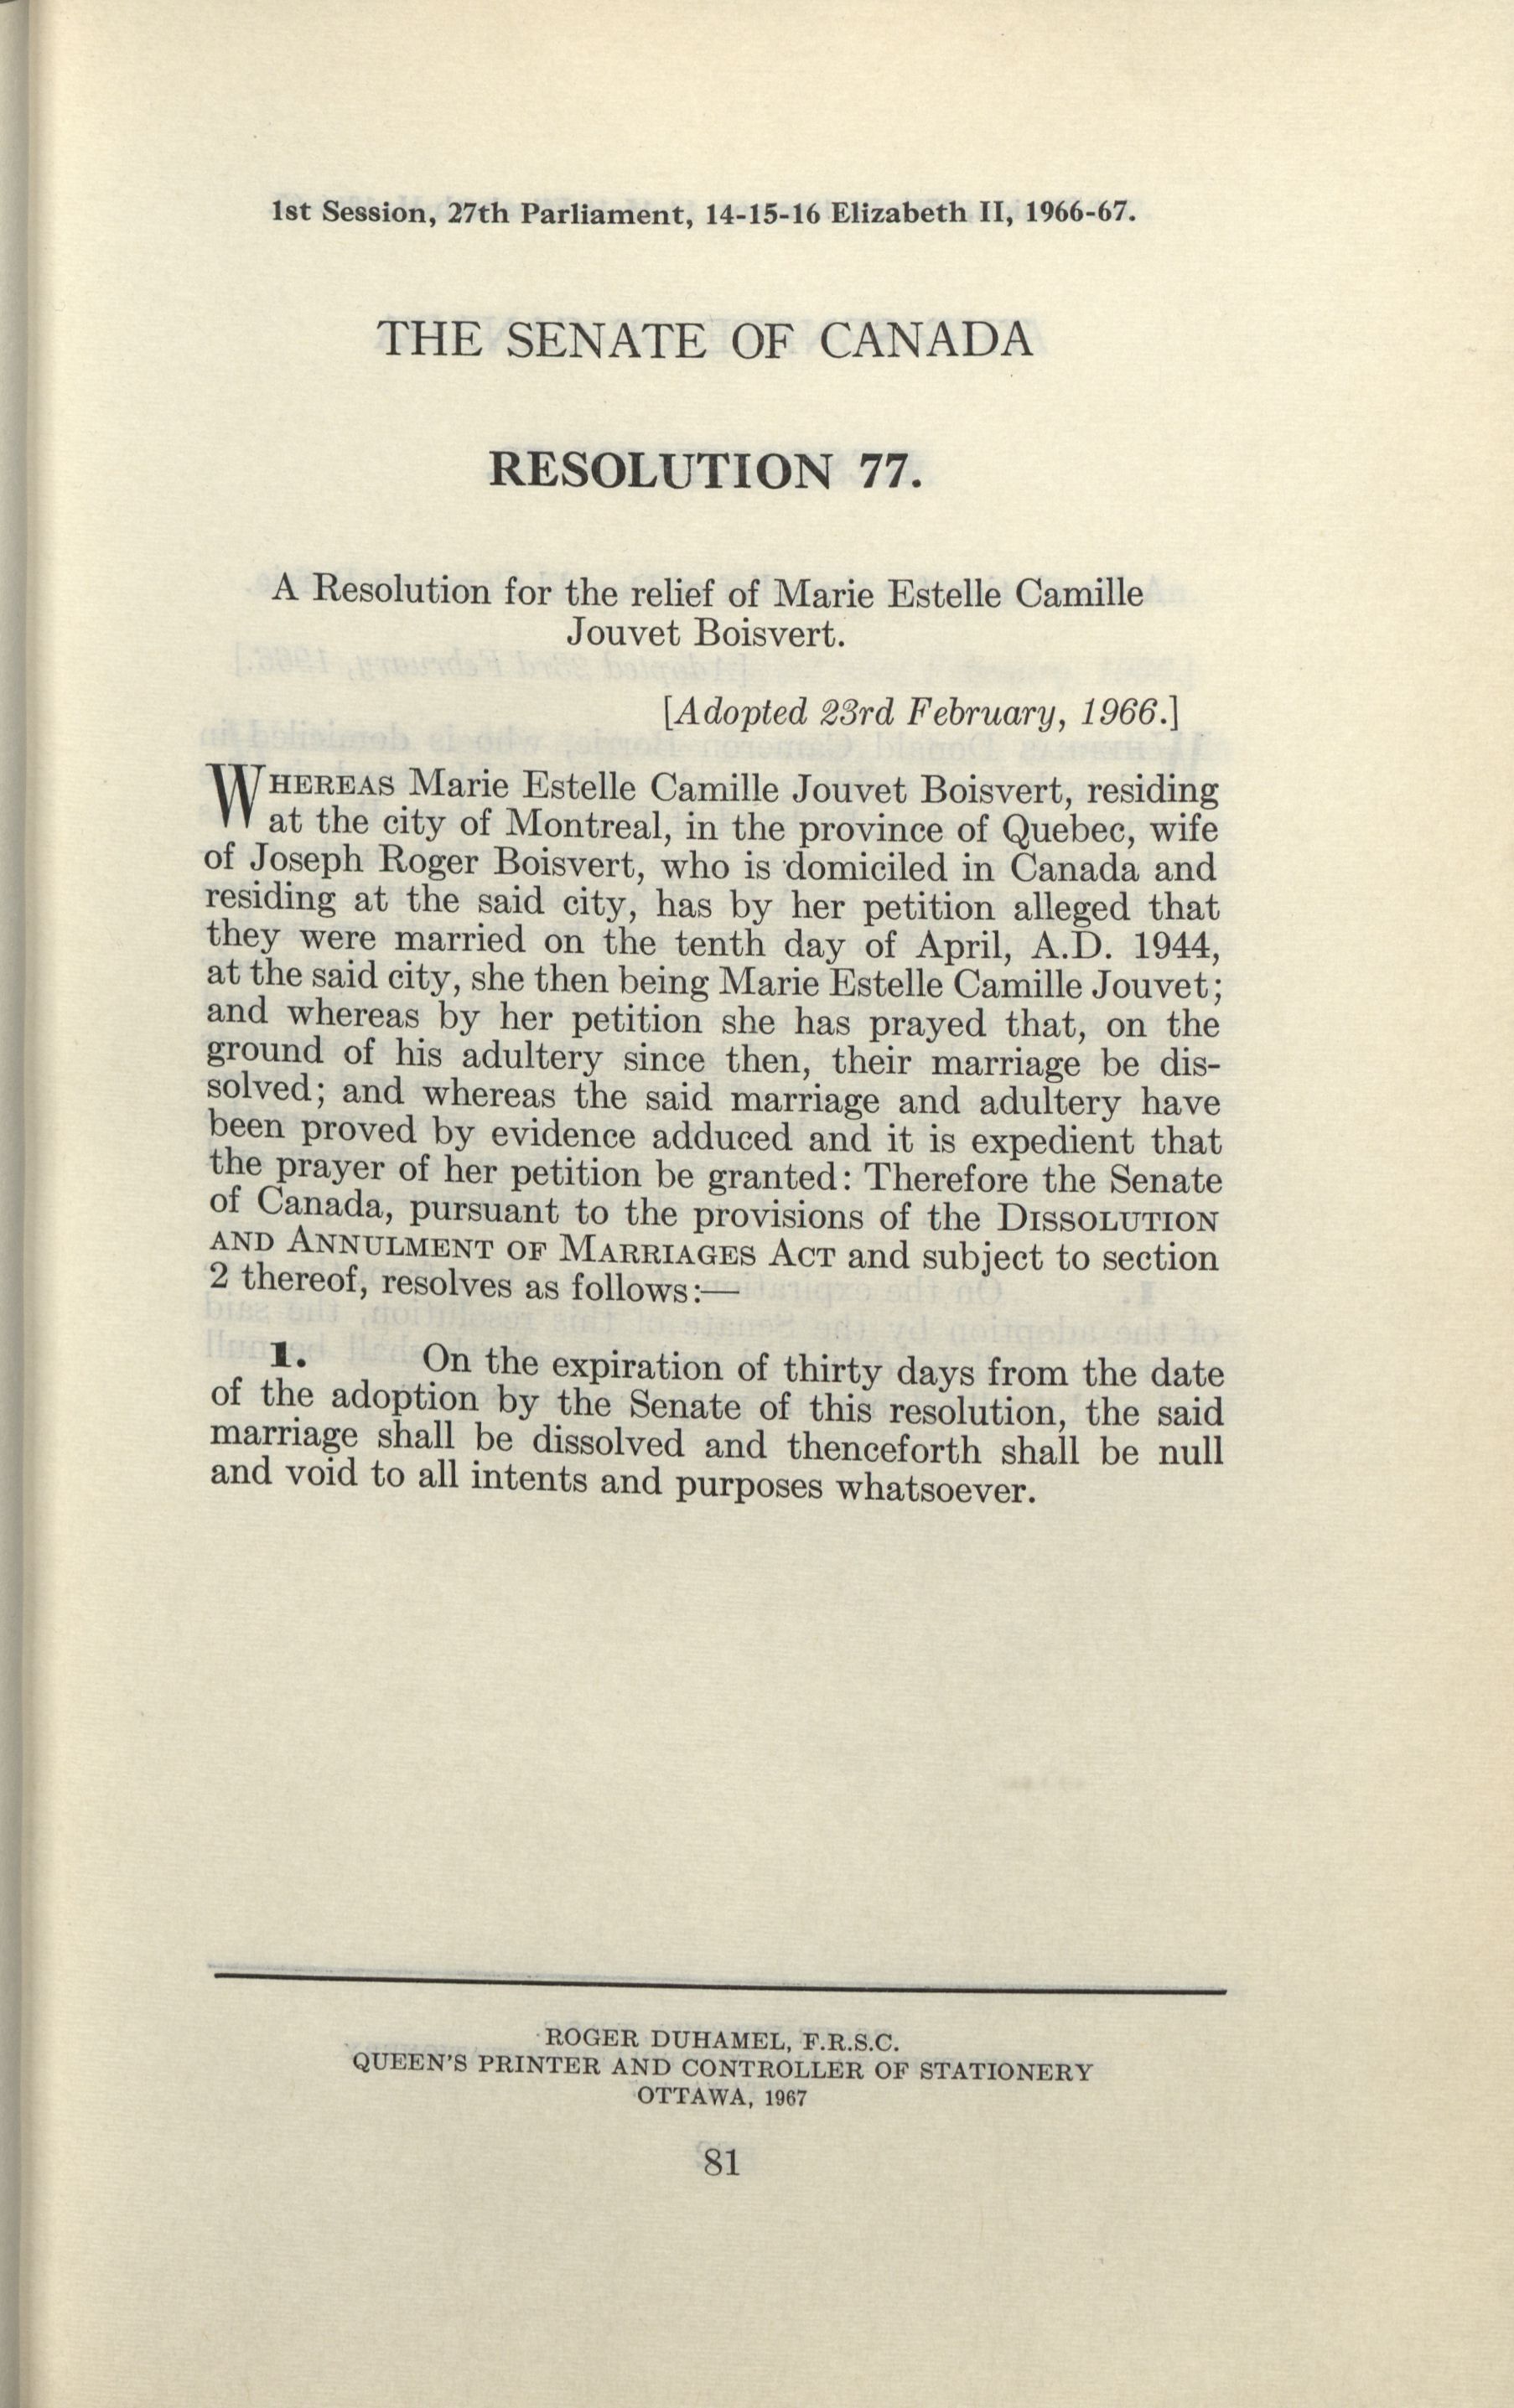 1st Session, 27th Parliament, 14-15-16 Elizabeth II, 1966-67.
THE SENATE OF CANADA
RESOLUTION 77.
A Resolution for the relief of Marie Estelle Camille
Jouvet Boisvert.
[Adopted 23rd February, 1966.]
WHEREAS Marie Estelle Camille Jouvet Boisvert, residing
at the city of Montreal, in the province of Quebec, wife
of Joseph Roger Boisvert, who is domiciled in Canada and
residing at the said city, has by her petition alleged that
they were married on the tenth day of April, A.D. 1944,
at the said city, she then being Marie Estelle Camille Jouvet;
and whereas by her petition she has prayed that, on the
ground of his adultery since then, their marriage be dis-
solved; and whereas the said marriage and adultery have
been proved by evidence adduced and it is expedient that
the prayer of her petition be granted: Therefore the Senate
of Canada, pursuant to the provisions of the DISSOLUTION
AND ANNULMENT OF MARRIAGES ACT and subject to section
2 thereof, resolves as follows:—
1. On the expiration of thirty days from the date
of the adoption by the Senate of this resolution, the said
marriage shall be dissolved and thenceforth shall be null
and void to all intents and purposes whatsoever.
ROGER DUHAMEL, F.R.S.C.
QUEEN'S PRINTER AND CONTROLLER OF STATIONERY
OTTAWA, 1967
81